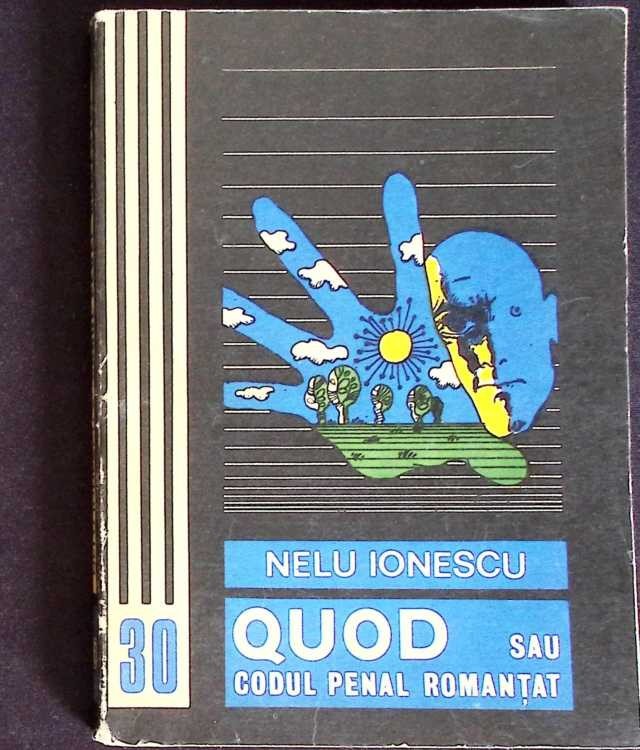 NELU IONESCU
QUOD SAU
CODUL PENAL ROMANȚAT
30